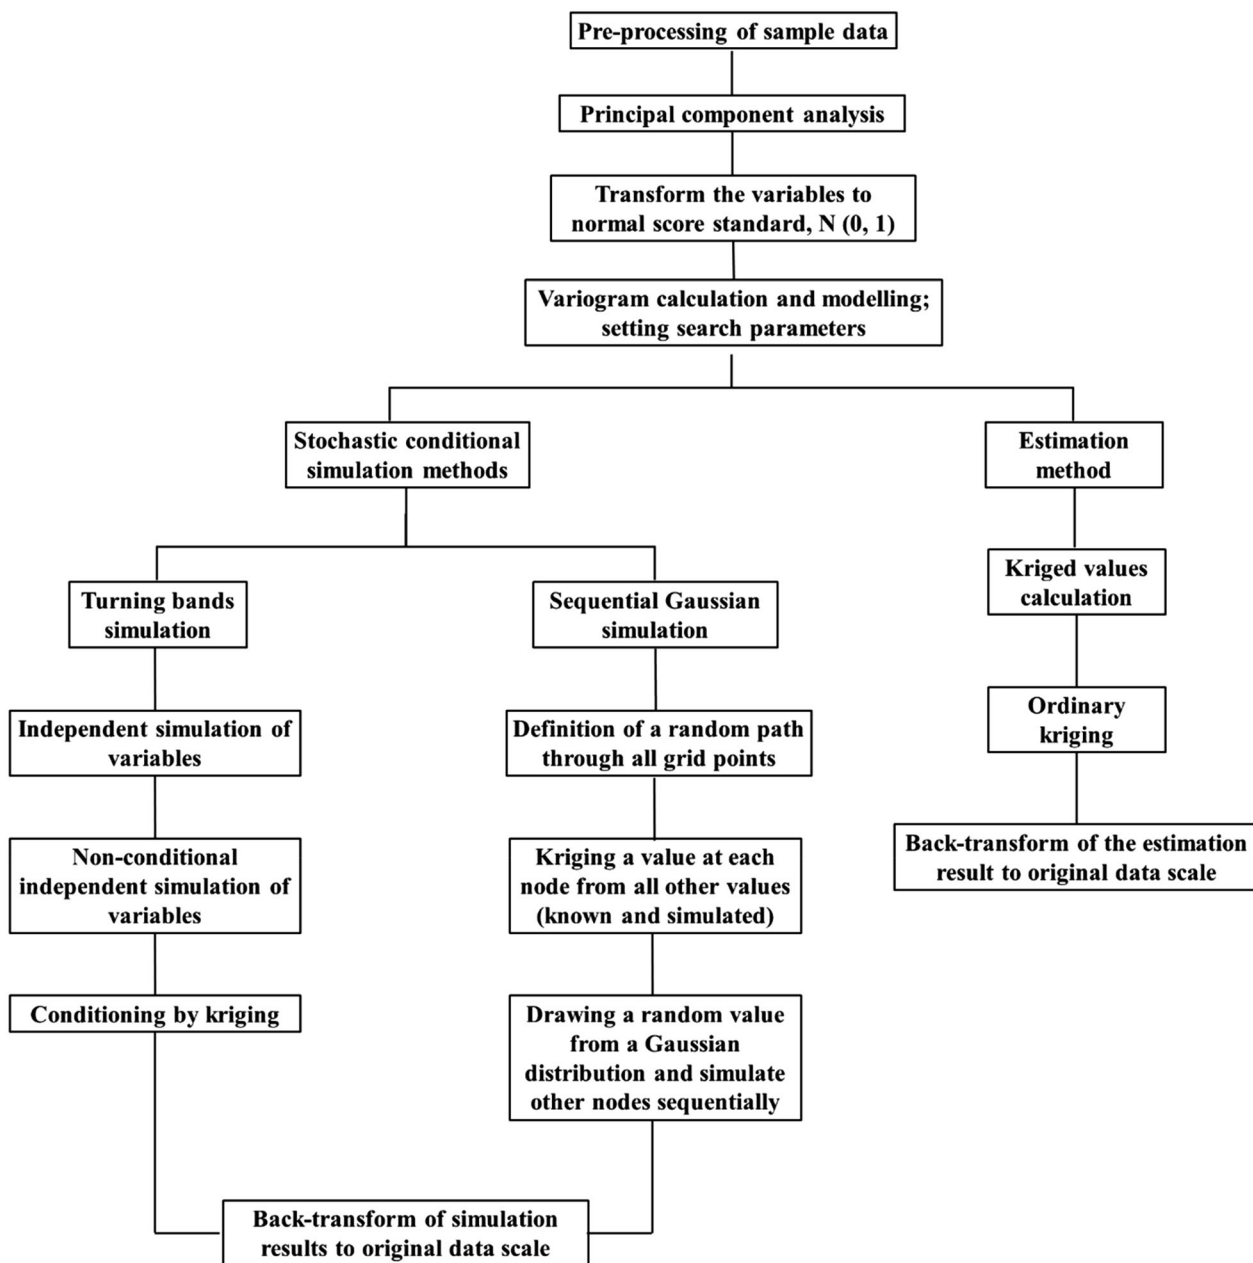 Pre-processing of sample data
Principal component analysis
Transform the variables to
normal score standard, N (0, 1)
Variogram calculation and modelling;
setting search parameters
Stochastic conditional
simulation methods
Estimation
method
Turning bands
simulation
Sequential Gaussian
simulation
Kriged values
calculation
Independent simulation of
variables
Definition of a random path
through all grid points
Ordinary
kriging
Non-conditional
independent simulation of
variables
Kriging a value at each
node from all other values
(known and simulated)
Back-transform of the estimation
result to original data scale
Conditioning by kriging
Drawing a random value
from a Gaussian
distribution and simulate
other nodes sequentially
Back-transform of simulation
results to original data scale